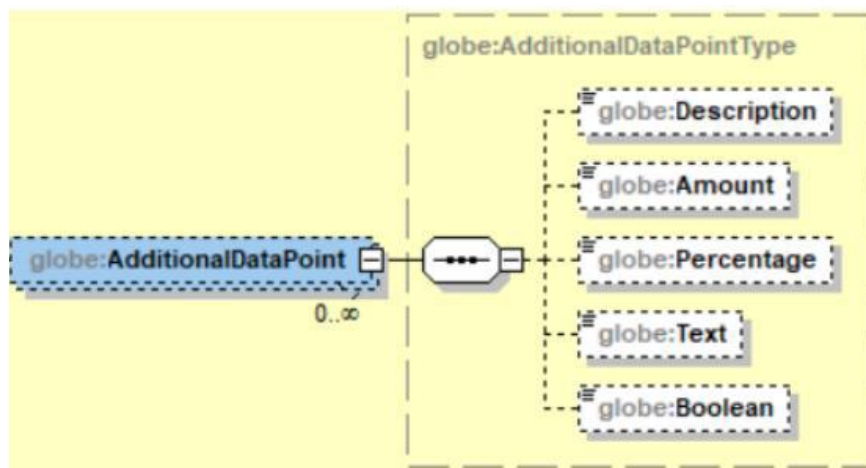 globe:AdditionalDataPointType
globe:Description
globe:Amount
globe:AdditionalDataPoint
globe:Percentage
0..∞
globe:Text
globe:Boolean